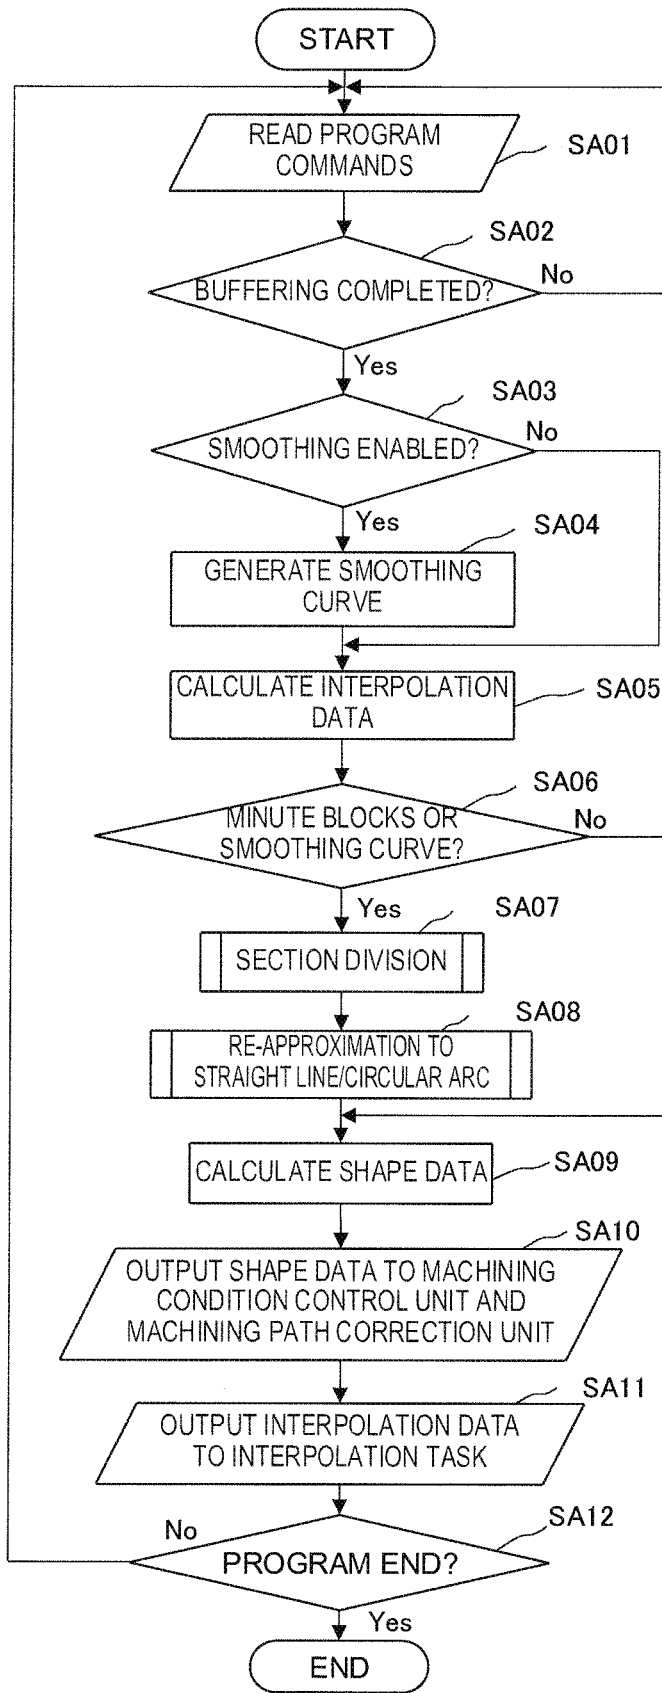 START
READ PROGRAM
COMMANDS
SA01
SA02
BUFFERING COMPLETED?
No
Yes
SA03
SMOOTHING ENABLED?
No
Yes
SA04
GENERATE SMOOTHING
CURVE
CALCULATE INTERPOLATION
DATA
SA05
SA06
MINUTE BLOCKS OR
SMOOTHING CURVE?
No
Yes
SA07
SECTION DIVISION
SA08
RE-APPROXIMATION TO
STRAIGHT LINE/CIRCULAR ARC
CALCULATE SHAPE DATA
SA09
SA10
OUTPUT SHAPE DATA TO MACHINING
CONDITION CONTROL UNIT AND
MACHINING PATH CORRECTION UNIT
SA11
OUTPUT INTERPOLATION DATA
TO INTERPOLATION TASK
SA12
No
PROGRAM END?
Yes
END